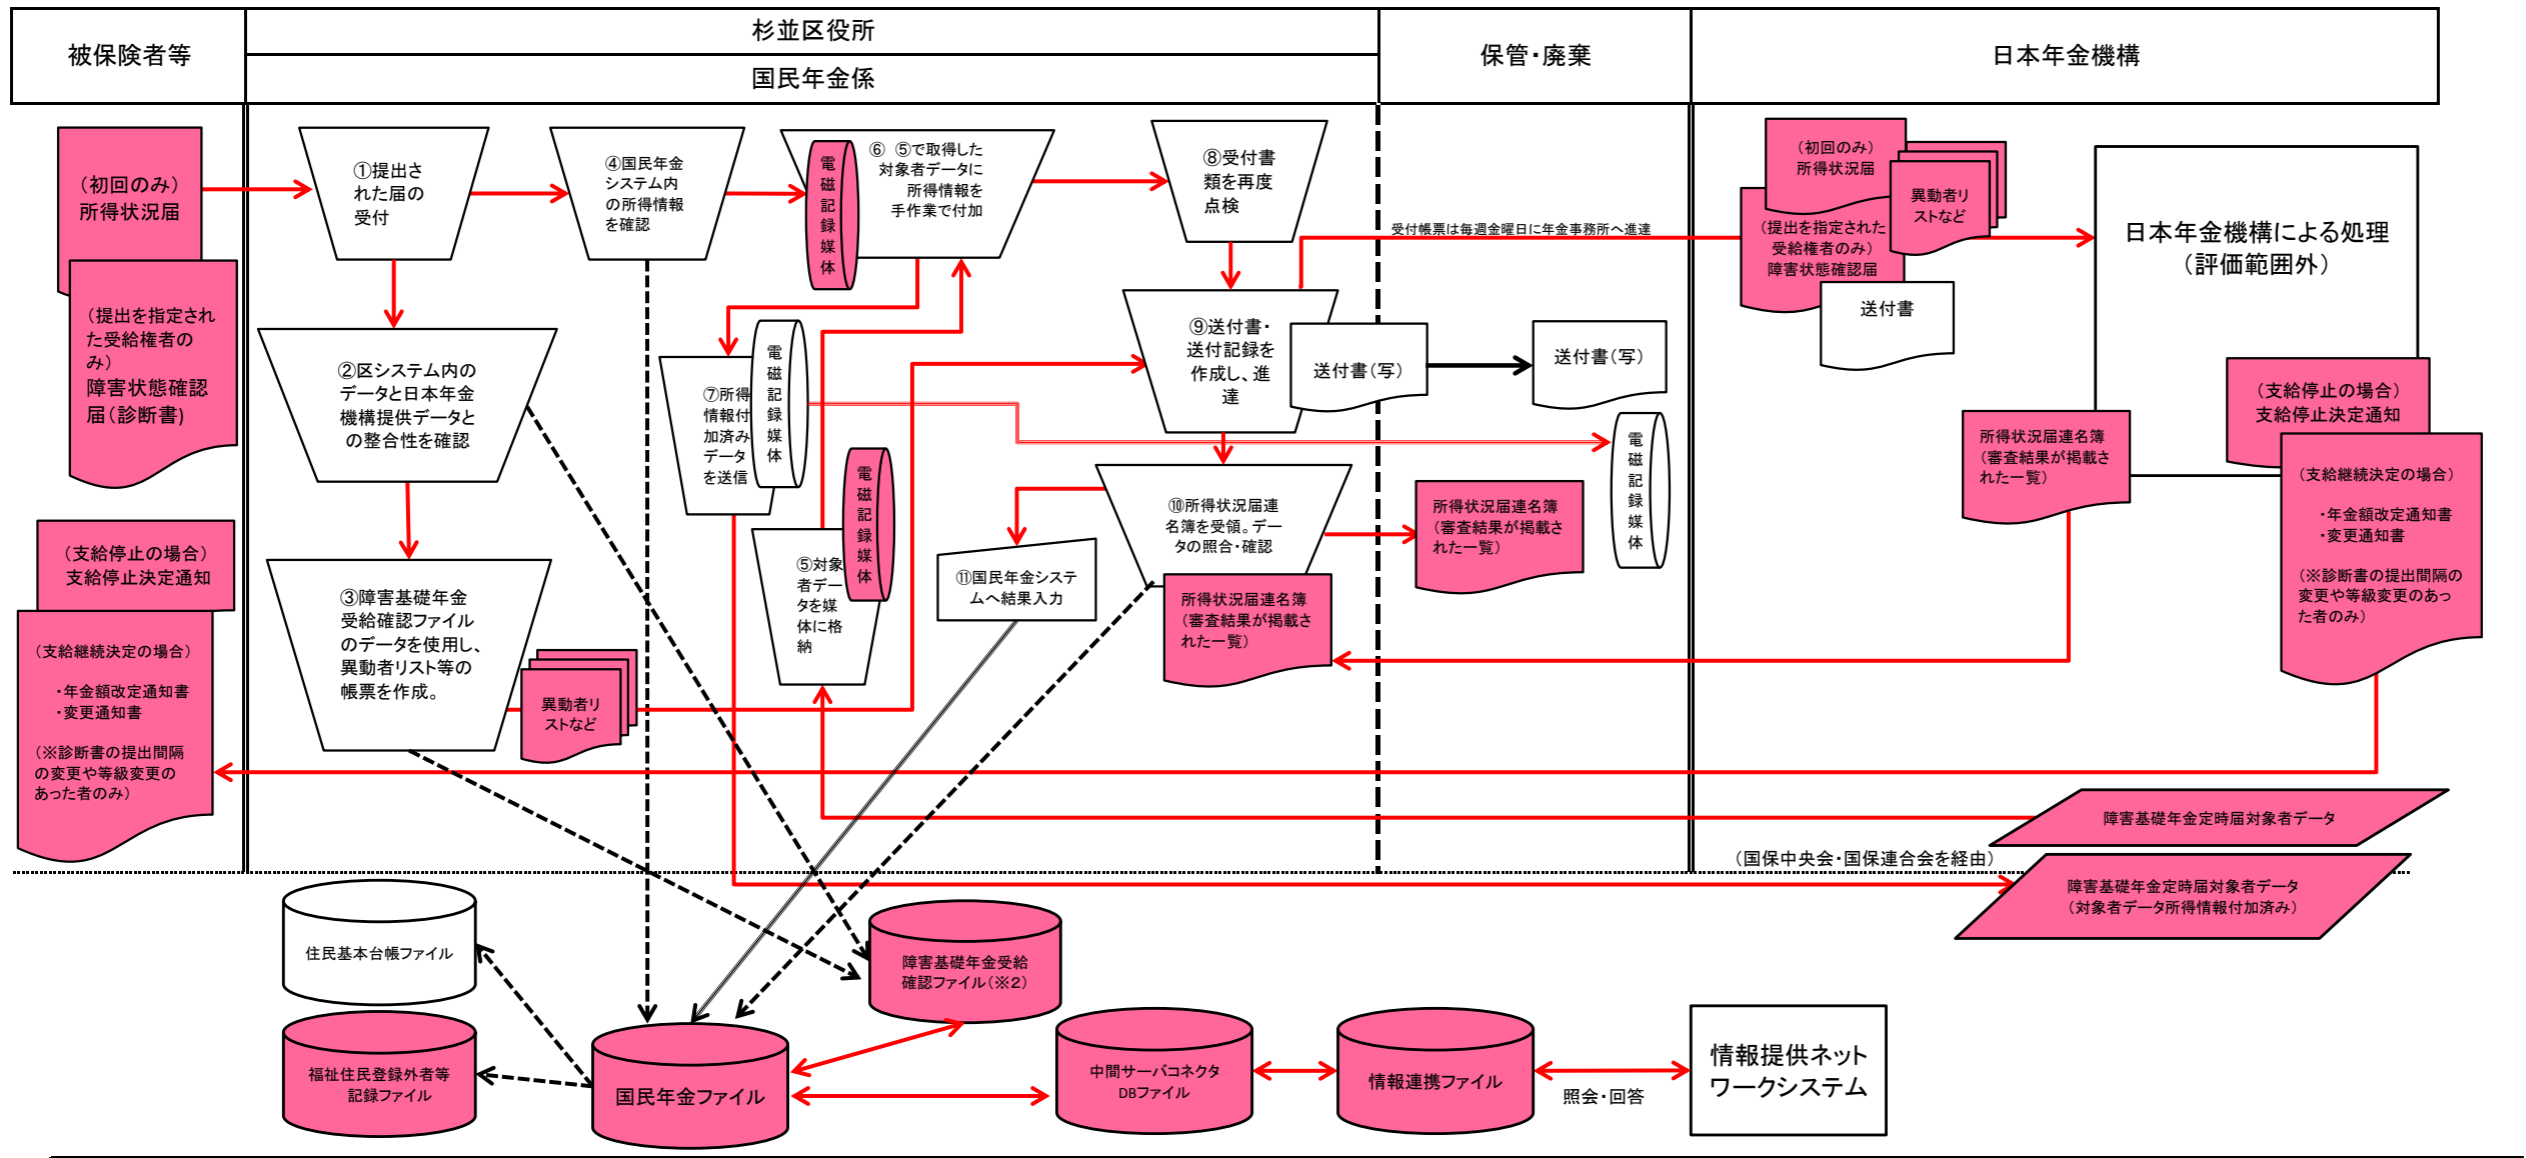 被保険者等
杉並区役所
国民年金係
保管・廃棄
日本年金機構
（初回のみ）
所得状況届
（提出を指定され
た受給権者の
み）
障害状態確認
届（診断書）
（支給停止の場合）
支給停止決定通知
（支給継続決定の場合）
・年金額改定通知書
・変更通知書
（※診断書の提出間隔
の変更や等級変更の
あった者のみ）
①提出さ
れた届の
受付
②区システム内の
データと日本年金
機構提供データと
の整合性を確認
③障害基礎年金
受給確認ファイル
のデータを使用し、
異動者リスト等の
帳票を作成。
異動者リ
ストなど
④国民年金
システム内
の所得情報
を確認
電磁記録媒体
⑥　⑤で取得した
対象者データに
所得情報を
手作業で付加
⑦所得
情報付
加済み
データ
を送信
電磁記録媒体
⑤対象
者デー
タを媒
体に格
納
電磁記録媒体
⑧受付書
類を再度
点検
⑨送付書・
送付記録を
作成し、進
達
送付書（写）
⑩所得状況届連
名簿を受領。デー
タの照合・確認
所得状況届連名簿
（審査結果が掲載さ
れた一覧）
⑪国民年金システ
ムへ結果入力
受付帳票は毎週金曜日に年金事務所へ進達
送付書（写）
電磁記録媒体
所得状況届連名簿
（審査結果が掲載さ
れた一覧）
（初回のみ）
所得状況届
異動者リ
ストなど
（提出を指定された
受給権者のみ）
障害状態確認届
送付書
日本年金機構による処理
（評価範囲外）
（支給停止の場合）
支給停止決定通知
所得状況届連名簿
（審査結果が掲載さ
れた一覧）
（支給継続決定の場合）
・年金額改定通知書
・変更通知書
（※診断書の提出間隔の
変更や等級変更のあっ
た者のみ）
障害基礎年金定時届対象者データ
（国保中央会・国保連合会を経由）
障害基礎年金定時届対象者データ
（対象者データ所得情報付加済み）
住民基本台帳ファイル
福祉住民登録外者等
記録ファイル
国民年金ファイル
障害基礎年金受給
確認ファイル（※２）
中間サーバコネクタ
DBファイル
情報連携ファイル
照会・回答
情報提供ネット
ワークシステム